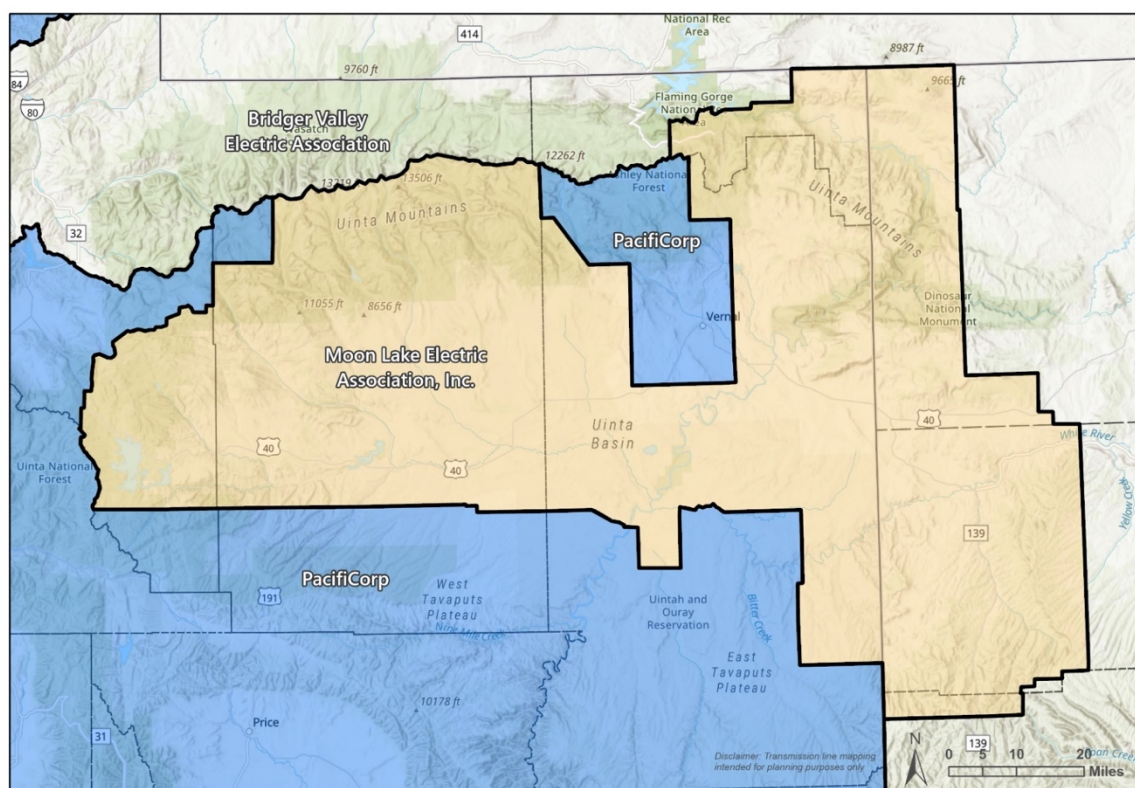 National Rec
Area
414
8987 ft
9665 ft
84
80
9760 ft
Flaming Gorge
Bridger Valley
Electric Association
12262 ft
National
Forest
13506 ft
Uinta Mountains
Uinta Mountains
32
PacifiCorp
11055 ft
8656 ft
Dinosaur
National
Monument
Vernal
Moon Lake Electric
Association, Inc.
Uinta
Basin
40
40
40
White River
Uinta National
Forest
Yellow Creek
139
PacifiCorp
191
West
Tavaputs
Plateau
Uintah and
Ouray
Reservation
Bitter Creek
Nine Mile Creek
East
Tavaputs
Plateau
10178 ft
Price
31
Disclaimer: Transmission line mapping
intended for planning purposes only
N
139
0 5 10 20
Miles